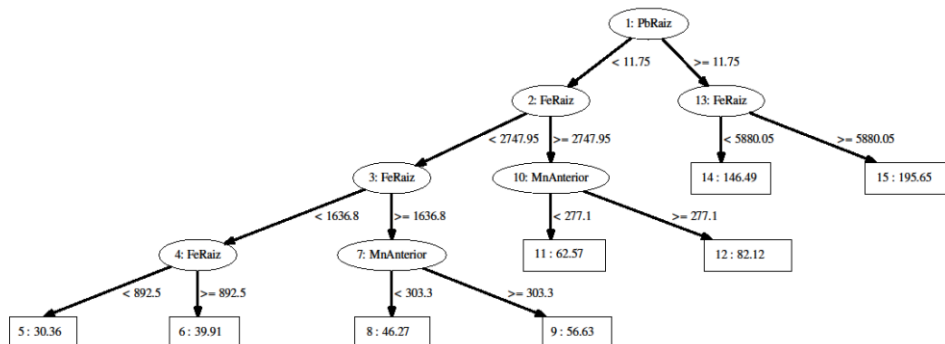 1: PbRaiz
< 11.75
>= 11.75
2: FeRaiz
13: FeRaiz
< 2747.95
>= 2747.95
< 5880.05
>= 5880.05
3: FeRaiz
10: MnAnterior
14 : 146.49
15 : 195.65
< 1636.8
>= 1636.8
< 277.1
>= 277.1
4: FeRaiz
7: MnAnterior
11 : 62.57
12 : 82.12
< 892.5
>= 892.5
< 303.3
>= 303.3
5 : 30.36
6 : 39.91
8 : 46.27
9 : 56.63